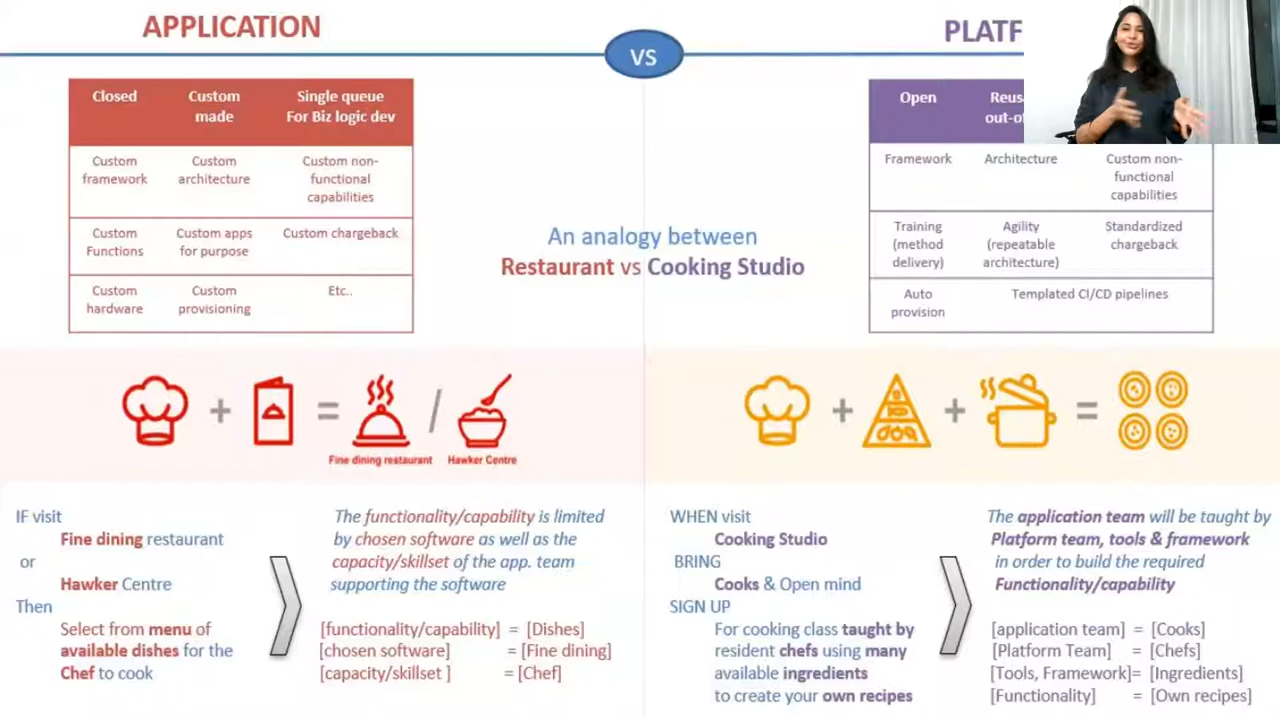 APPLICATION
VS
PLATF
Closed
Custom
made
Single queue
For Biz logic dev
Custom
framework
Custom
architecture
Custom non-
functional
capabilities
Custom
Functions
Custom apps
for purpose
Custom chargeback
Custom
hardware
Custom
provisioning
Etc..
An analogy between
Restaurant vs Cooking Studio
Open
Reus
out-of
Framework
Architecture
Custom non-
functional
capabilities
Training
(method
delivery)
Agility
(repeatable
architecture)
Standardized
chargeback
Auto
provision
Templated CI/CD pipelines
Fine dining restaurant
Hawker Centre
IF visit
Fine dining restaurant
or
Hawker Centre
Then
Select from menu of
available dishes for the
Chef to cook
The functionality/capability is limited
by chosen software as well as the
capacity/skillset of the app. team
supporting the software
[functionality/capability] = [Dishes]
[chosen software] = [Fine dining]
[capacity/skillset ] = [Chef]
WHEN visit
Cooking Studio
BRING
Cooks & Open mind
SIGN UP
For cooking class taught by
resident chefs using many
available ingredients
to create your own recipes
The application team will be taught by
Platform team, tools & framework
in order to build the required
Functionality/capability
[application team] = [Cooks]
[Platform Team] = [Chefs]
[Tools, Framework]= [Ingredients]
[Functionality] = [Own recipes]